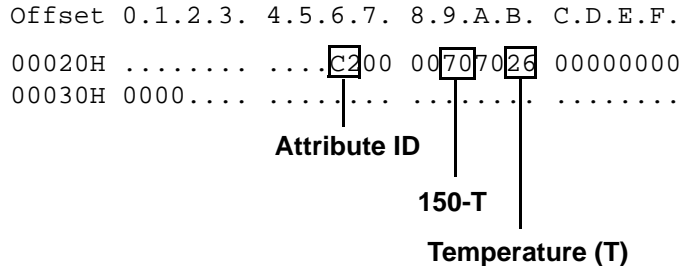 Offset 0.1.2.3. 4.5.6.7. 8.9.A.B. C.D.E.F.
00020H ........ ....C200 00707026 00000000
00030H 0000.... ........ ........ ........
Attribute ID
150-T
Temperature (T)